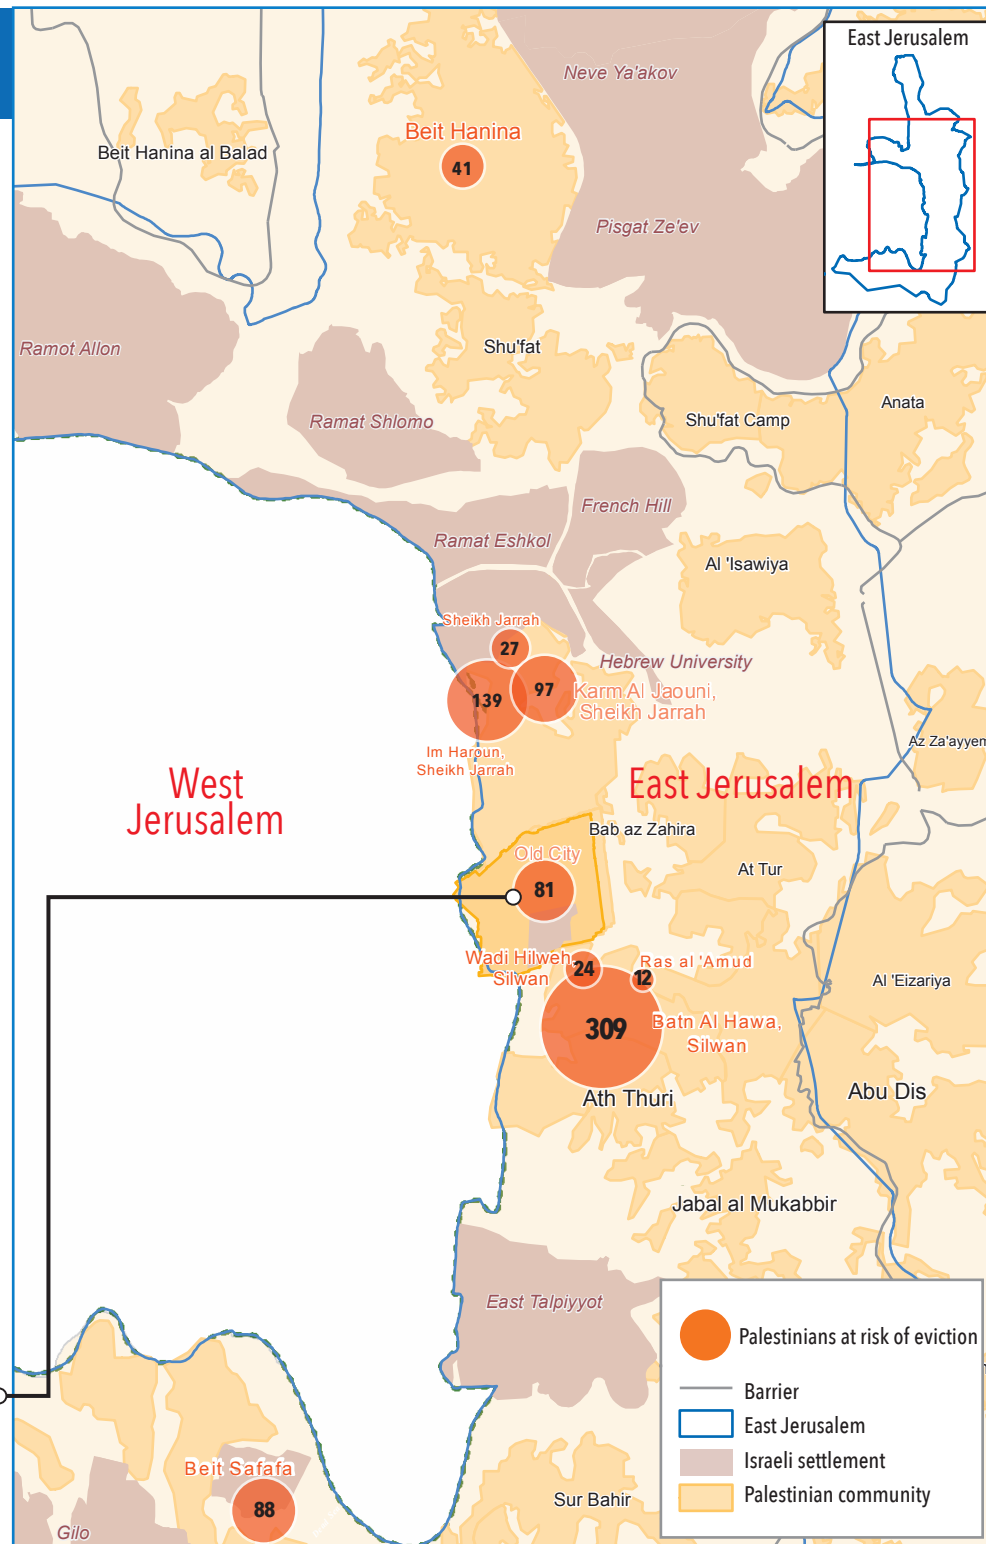 East Jerusalem
Neve Ya'akov
Beit Hanina
41
Beit Hanina al Balad
Pisgat Ze'ev
Ramot Allon
Shu'fat
Anata
Ramat Shlomo
Shu'fat Camp
French Hill
Ramat Eshkol
Al 'Isawiya
Sheikh Jarrah
27
Hebrew University
139
97
Karm Al Jaouni,
Sheikh Jarrah
Im Haroun,
Sheikh Jarrah
Az Za'ayyem
West
Jerusalem
East Jerusalem
Bab az Zahira
Old City
81
At Tur
Wadi Hilweh,
Silwan
24
Ras al 'Amud
12
Al 'Eizariya
309
Batn Al Hawa,
Silwan
Ath Thuri
Abu Dis
Jabal al Mukabbir
East Talpiyyot
Palestinians at risk of eviction
Barrier
East Jerusalem
Israeli settlement
Palestinian community
Beit Safafa
88
Sur Bahir
Gilo